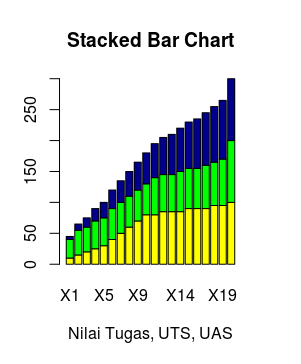 Stacked Bar Chart
250
150
50
0
X1 X5 X9 X14 X19
Nilai Tugas, UTS, UAS